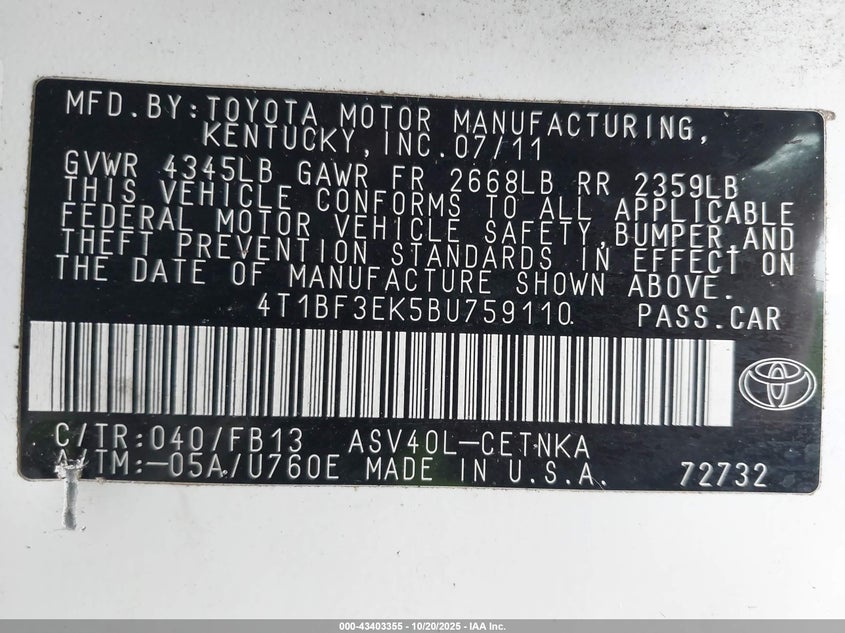 MFD.BY:TOYOTA MOTOR MANUFACTURING,
KENTUCKY, INC. 07/11
GVWR 4345LB GAWR FR 2668LB RR 2359LB
THIS VEHICLE CONFORMS TO ALL APPLICABLE
FEDERAL MOTOR VEHICLE SAFETY, BUMPER, AND
THEFT PREVENTION STANDARDS IN EFFECT ON
THE DATE OF MANUFACTURE SHOWN ABOVE.
4T1BF3EK5BU759110 PASS.CAR
C/TR:040/FB13 ASV40L-CETNKA
A/TM:-05A/U760E MADE IN U.S.A. 72732
000-43403355 - 10/20/2025 - IAA Inc.